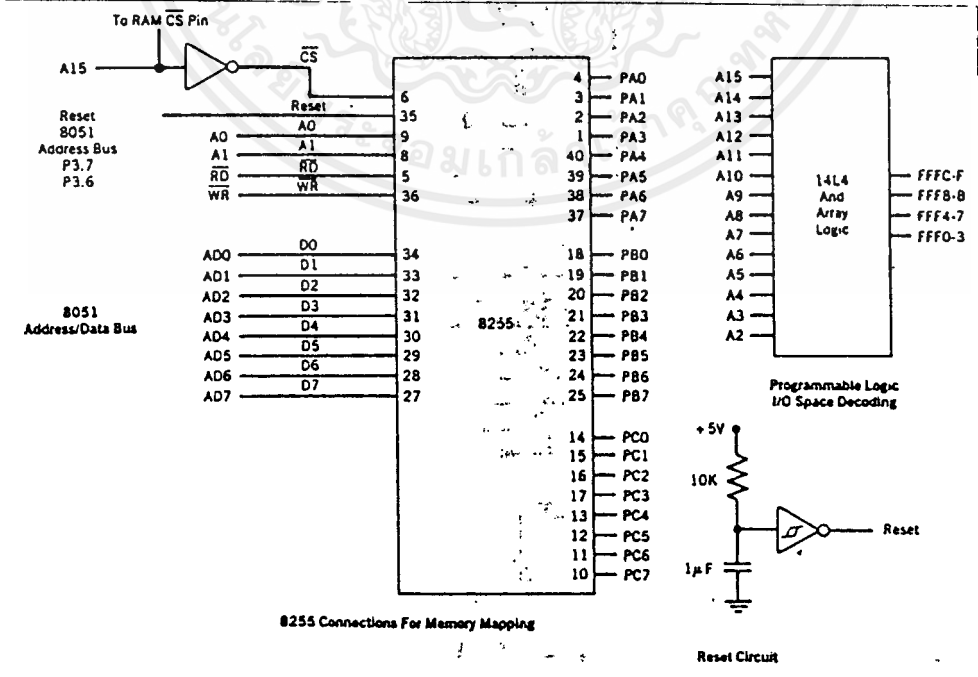 To RAM CS Pin
A15
CS
Reset
8051
Address Bus
P3.7
P3.6
Reset
A0
A1
RD
WR
A0
A1
RD
WR
6
35
9
8
5
36
AD0
AD1
AD2
AD3
AD4
AD5
AD6
AD7
D0
D1
D2
D3
D4
D5
D6
D7
34
33
32
31
30
29
28
27
8051
Address/Data Bus
8255
4 PA0
3 PA1
2 PA2
1 PA3
40 PA4
39 PA5
38 PA6
37 PA7
18 PB0
19 PB1
20 PB2
21 PB3
22 PB4
23 PB5
24 PB6
25 PB7
14 PC0
15 PC1
16 PC2
17 PC3
13 PC4
12 PC5
11 PC6
10 PC7
8255 Connections For Memory Mapping
A15
A14
A13
A12
A11
A10
A9
A8
A7
A6
A5
A4
A3
A2
14L4
And
Array
Logic
FFFC-F
FFF8-B
FFF4-7
FFF0-3
Programmable Logic
I/O Space Decoding
+5V
10K
1µF
Reset
Reset Circuit